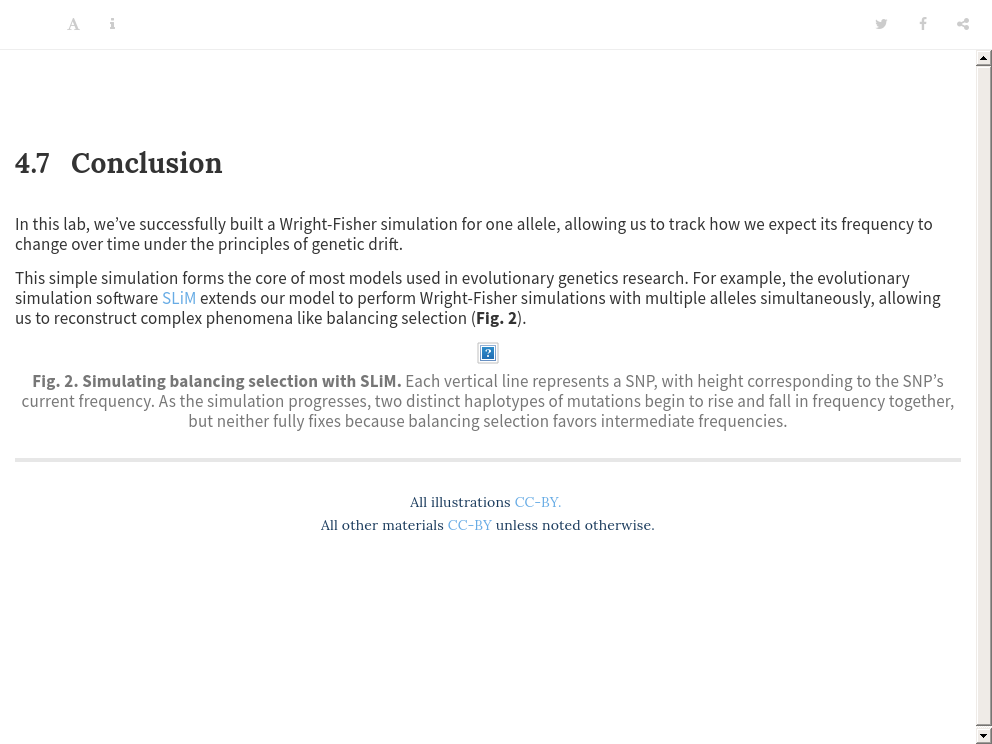 4.7 Conclusion
In this lab, we’ve successfully built a Wright-Fisher simulation for one allele, allowing us to track how we expect its frequency to
change over time under the principles of genetic drift.
This simple simulation forms the core of most models used in evolutionary genetics research. For example, the evolutionary
simulation software SLiM extends our model to perform Wright-Fisher simulations with multiple alleles simultaneously, allowing
us to reconstruct complex phenomena like balancing selection (Fig. 2).
Fig. 2. Simulating balancing selection with SLiM. Each vertical line represents a SNP, with height corresponding to the SNP’s
current frequency. As the simulation progresses, two distinct haplotypes of mutations begin to rise and fall in frequency together,
but neither fully fixes because balancing selection favors intermediate frequencies.
All illustrations CC-BY.
All other materials CC-BY unless noted otherwise.